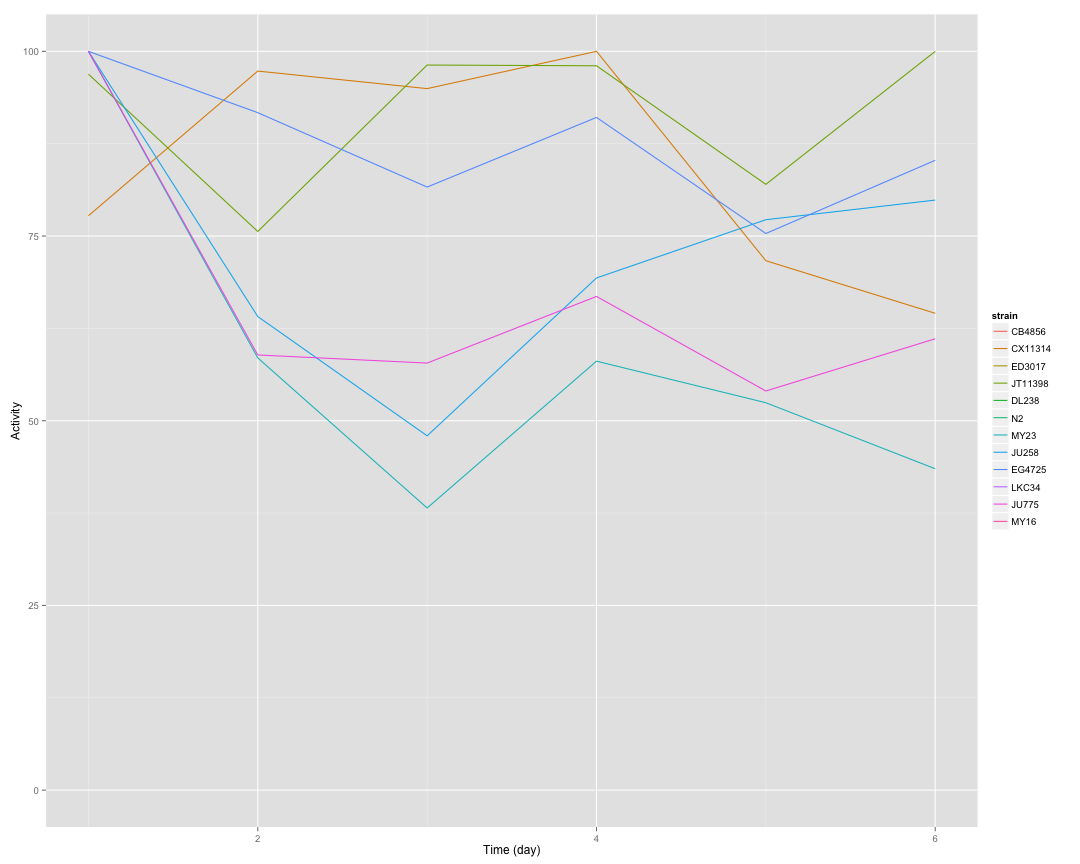 100
75
50
25
0
Activity
2
4
6
Time (day)
strain
CB4856
CX11314
ED3017
JT11398
DL238
N2
MY23
JU258
EG4725
LKC34
JU775
MY16